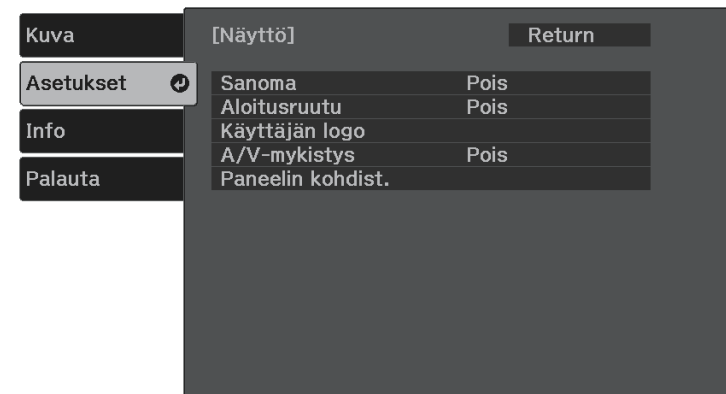 Kuva
Asetukset
Info
Palauta
[Näyttö] Return
Sanoma Pois
Aloitusruutu Pois
Käyttäjän logo
A/V-mykistys Pois
Paneelin kohdist.